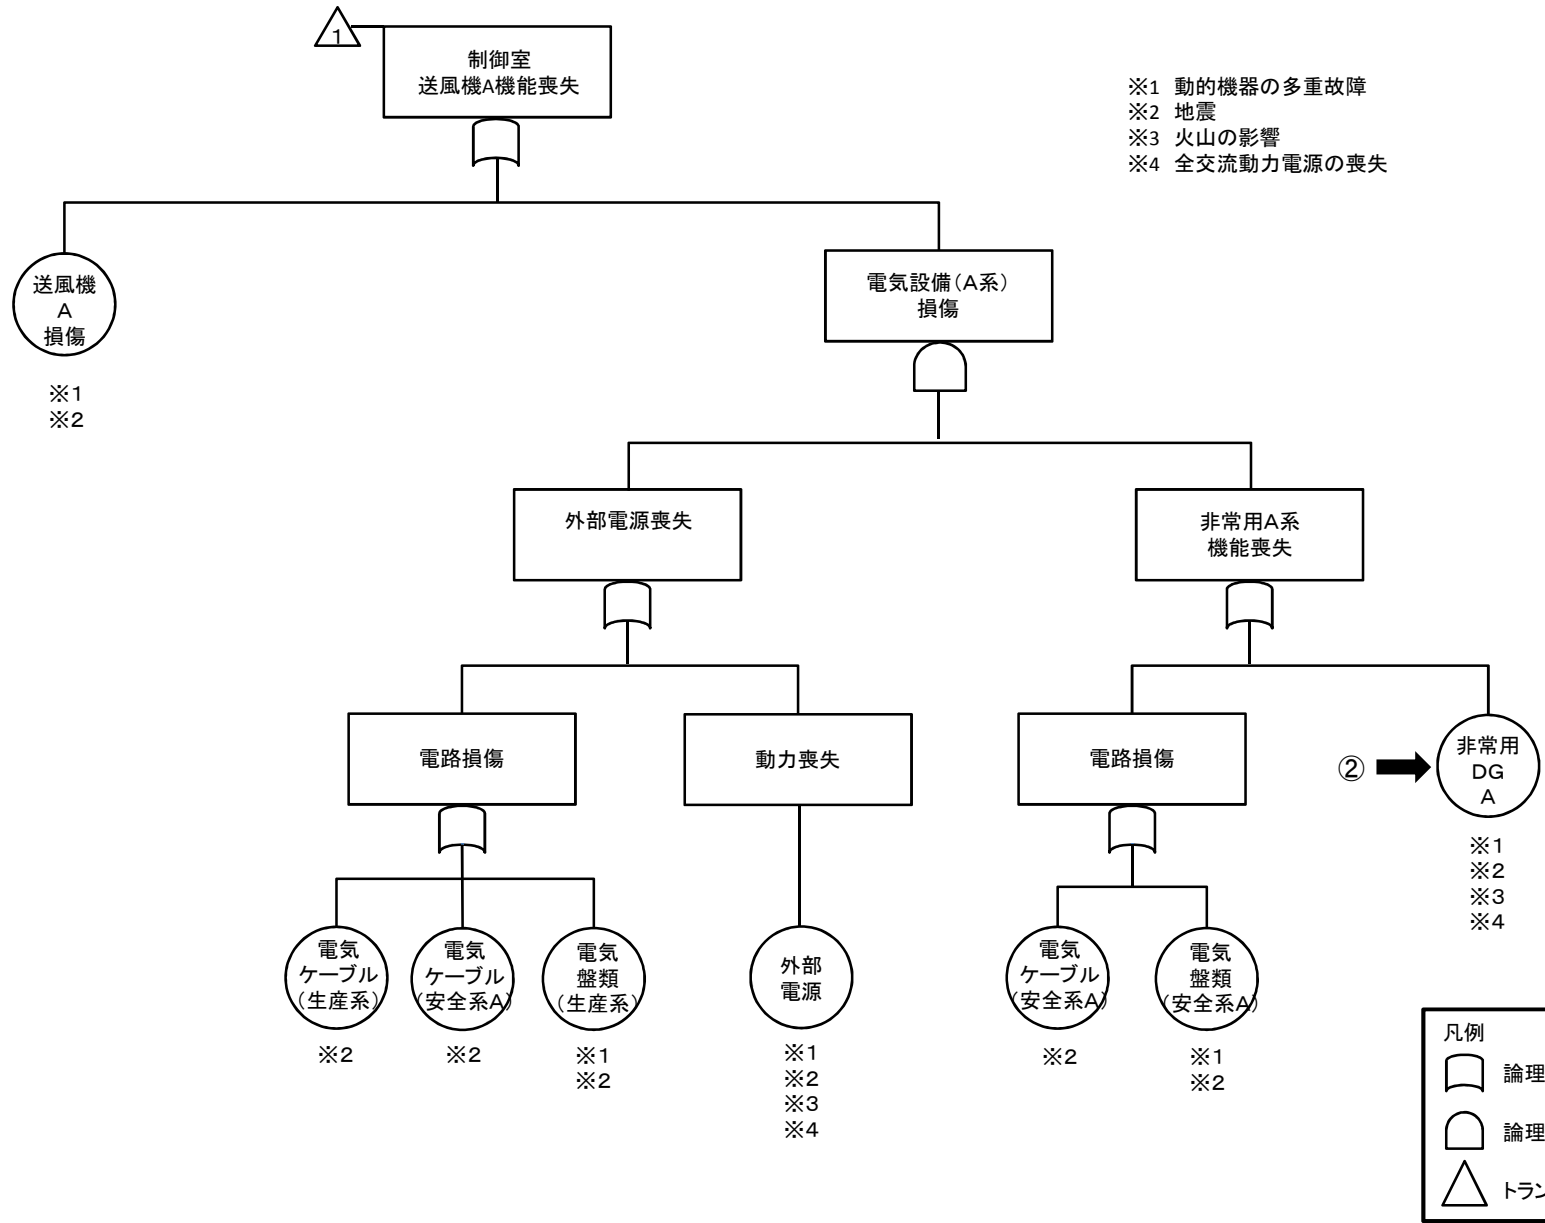 1
制御室
送風機A機能喪失
※1 動的機器の多重故障
※2 地震
※3 火山の影響
※4 全交流動力電源の喪失
送風機
A
損傷
※1
※2
電気設備(A系)
損傷
外部電源喪失
非常用A系
機能喪失
電路損傷
動力喪失
電路損傷
②
非常用
DG
A
※1
※2
※3
※4
電気
ケーブル
(生産系)
※2
電気
ケーブル
(安全系A)
※2
電気
盤類
(生産系)
※1
※2
外部
電源
※1
※2
※3
※4
電気
ケーブル
(安全系A)
※2
電気
盤類
(安全系A)
※1
※2
凡例
論理
論理
トラン